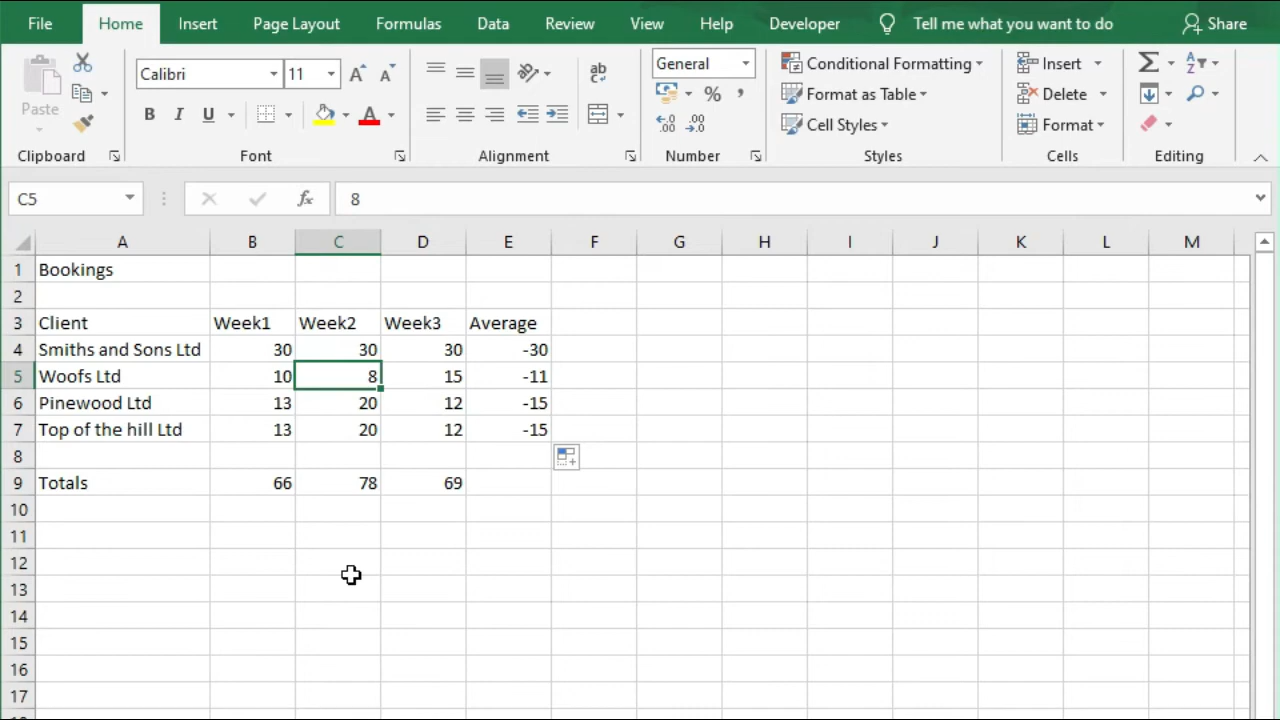 File Home Insert Page Layout Formulas Data Review View Help Developer Tell me what you want to do Share
Calibri 11 General Conditional Formatting Insert
Paste Format as Table Delete
B I U A % , Cell Styles Format
Clipboard Font Alignment Number Styles Cells Editing
C5 fx 8
A B C D E F G H I J K L M
1 Bookings
2
3 Client Week1 Week2 Week3 Average
4 Smiths and Sons Ltd 30 30 30 -30
5 Woofs Ltd 10 8 15 -11
6 Pinewood Ltd 13 20 12 -15
7 Top of the hill Ltd 13 20 12 -15
8
9 Totals 66 78 69
10
11
12
13
14
15
16
17